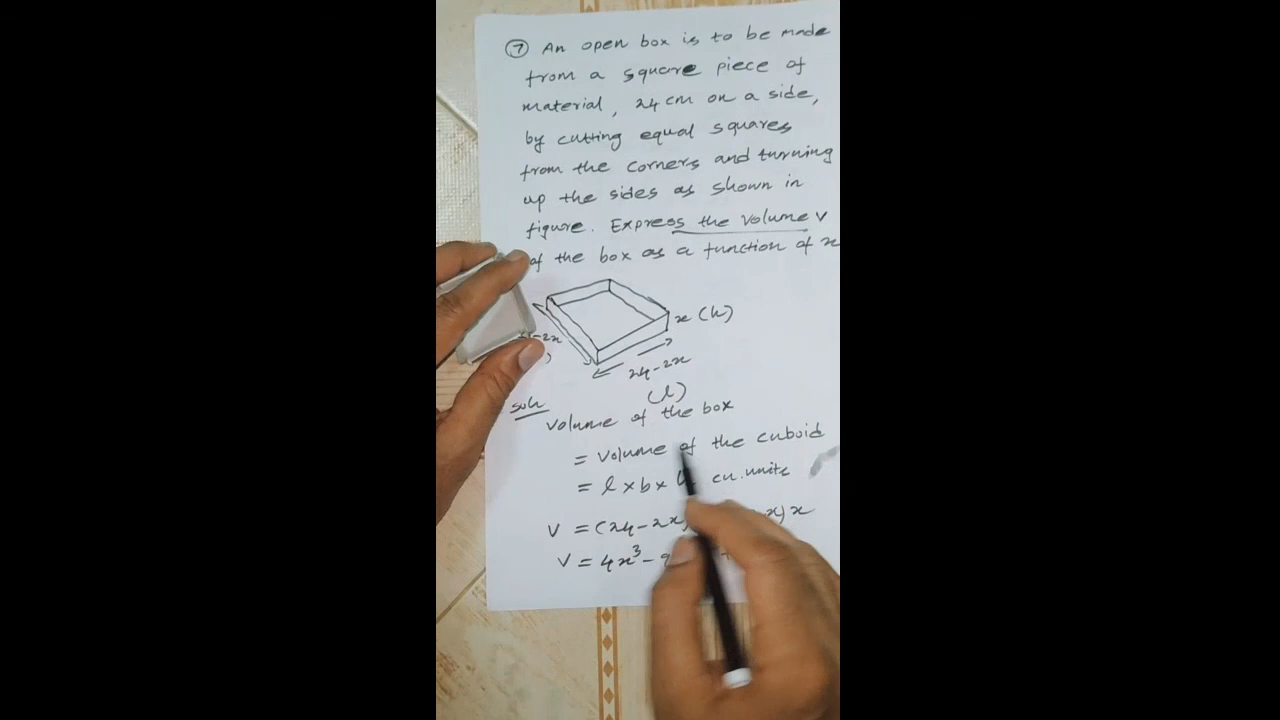 7 An open box is to be made
from a square piece of
material, 24 cm on a side,
by cutting equal squares
from the corners and turning
up the sides as shown in
figure. Express the volume V
of the box as a function of x
x (h)
-2x
24-2x
(l)
Soln
Volume of the box
= Volume of the cuboid
= l x b x cu. units
V = (24-2x) x) x
V = 4x³ -